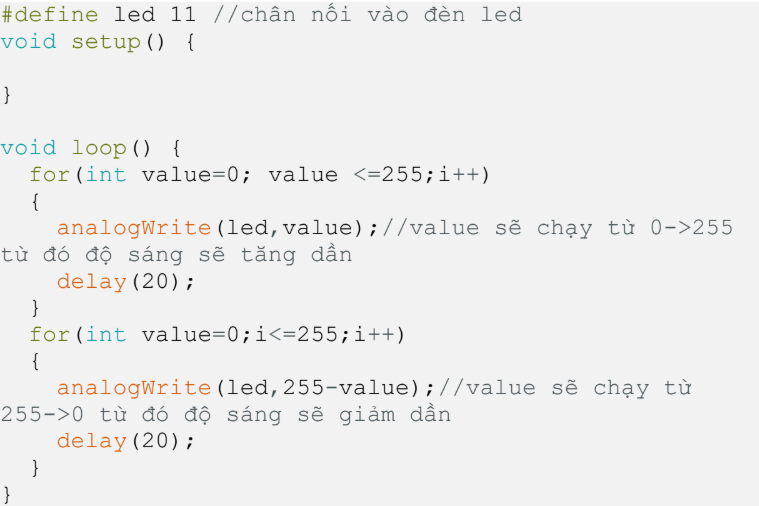 #define led 11 //chân nối vào đèn led
void setup() {
}
void loop() {
for(int value=0; value <=255;i++)
{
analogWrite(led,value);//value sẽ chạy từ 0->255
từ đó độ sáng sẽ tăng dần
delay(20);
}
for(int value=0;i<=255;i++)
{
analogWrite(led,255-value);//value sẽ chạy từ
255->0 từ đó độ sáng sẽ giảm dần
delay(20);
}
}